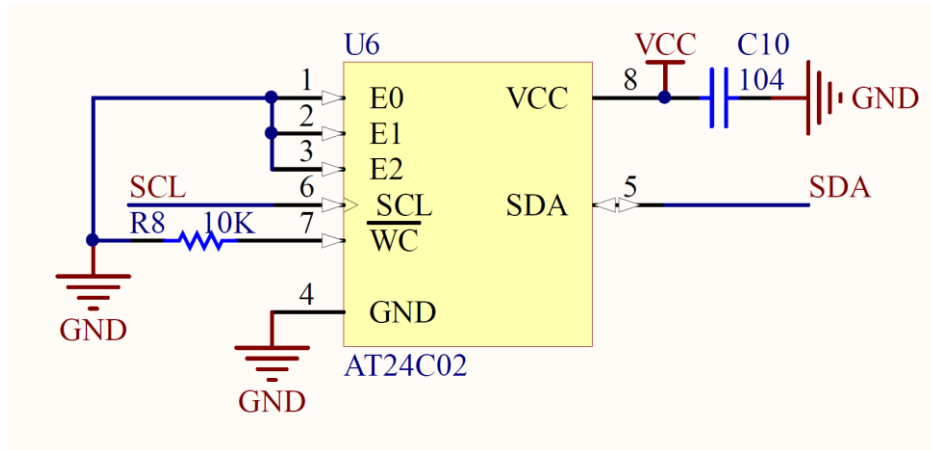 U6
VCC
C10
1
E0
VCC
8
104
GND
2
E1
3
E2
SCL
6
SCL
SDA
5
SDA
R8
10K
7
WC
4
GND
GND
AT24C02
GND